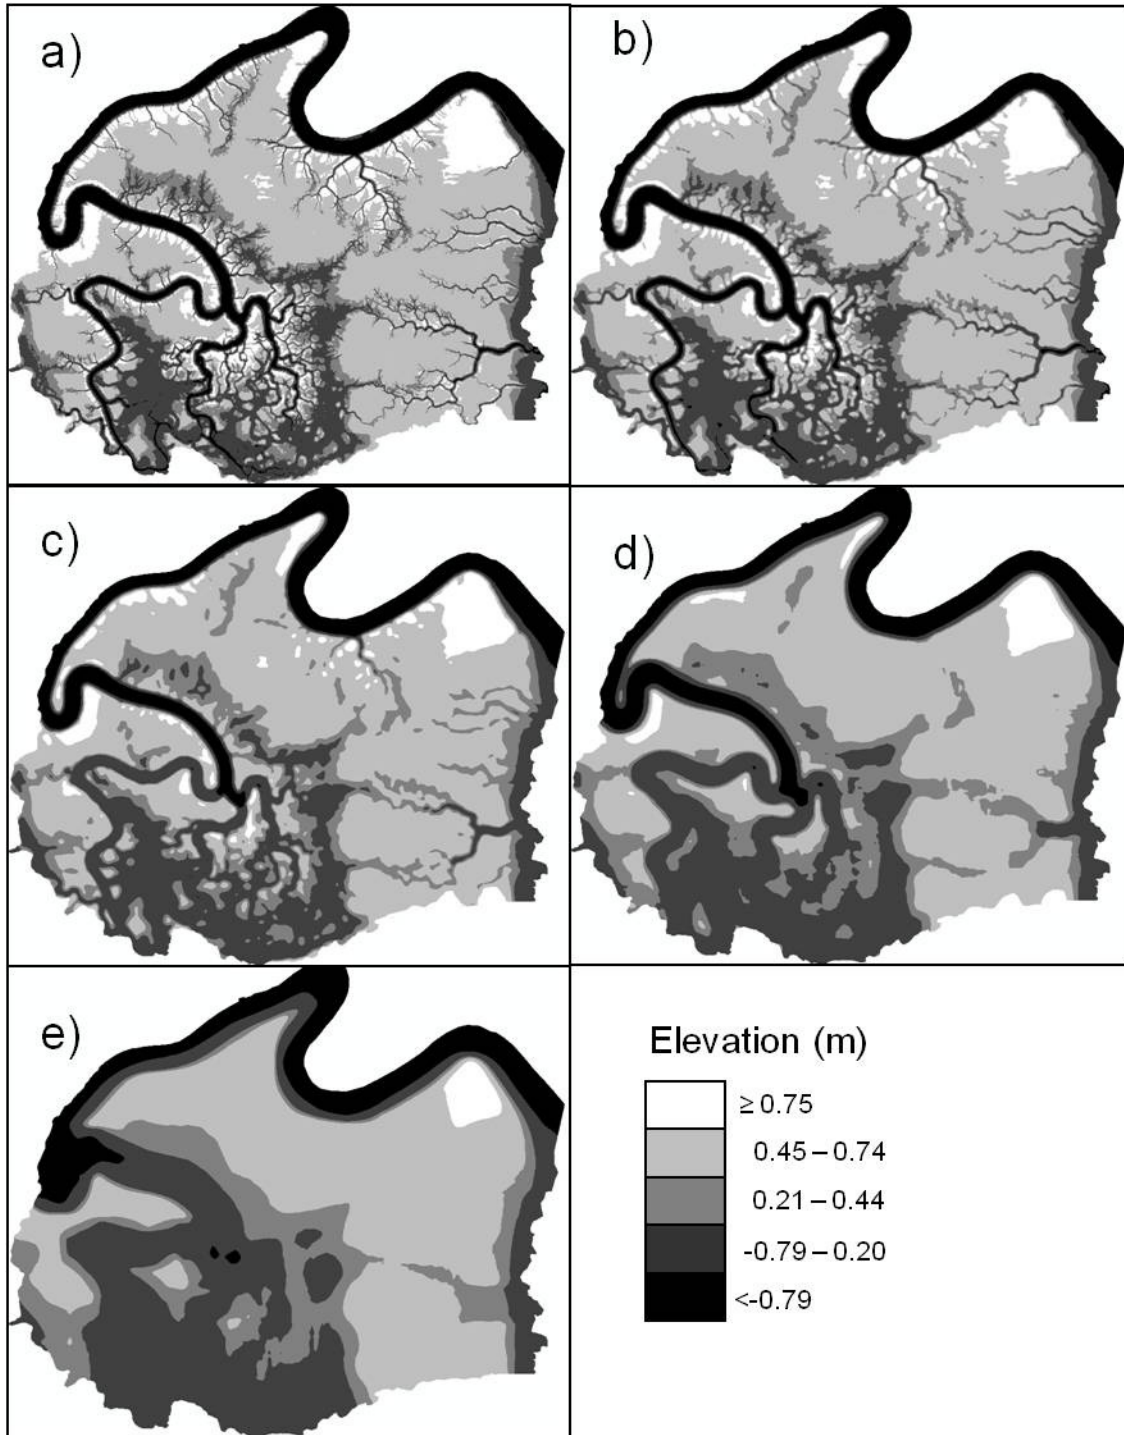 a)
b)
c)
d)
e)
Elevation (m)
≥ 0.75
0.45 – 0.74
0.21 – 0.44
-0.79 – 0.20
<-0.79